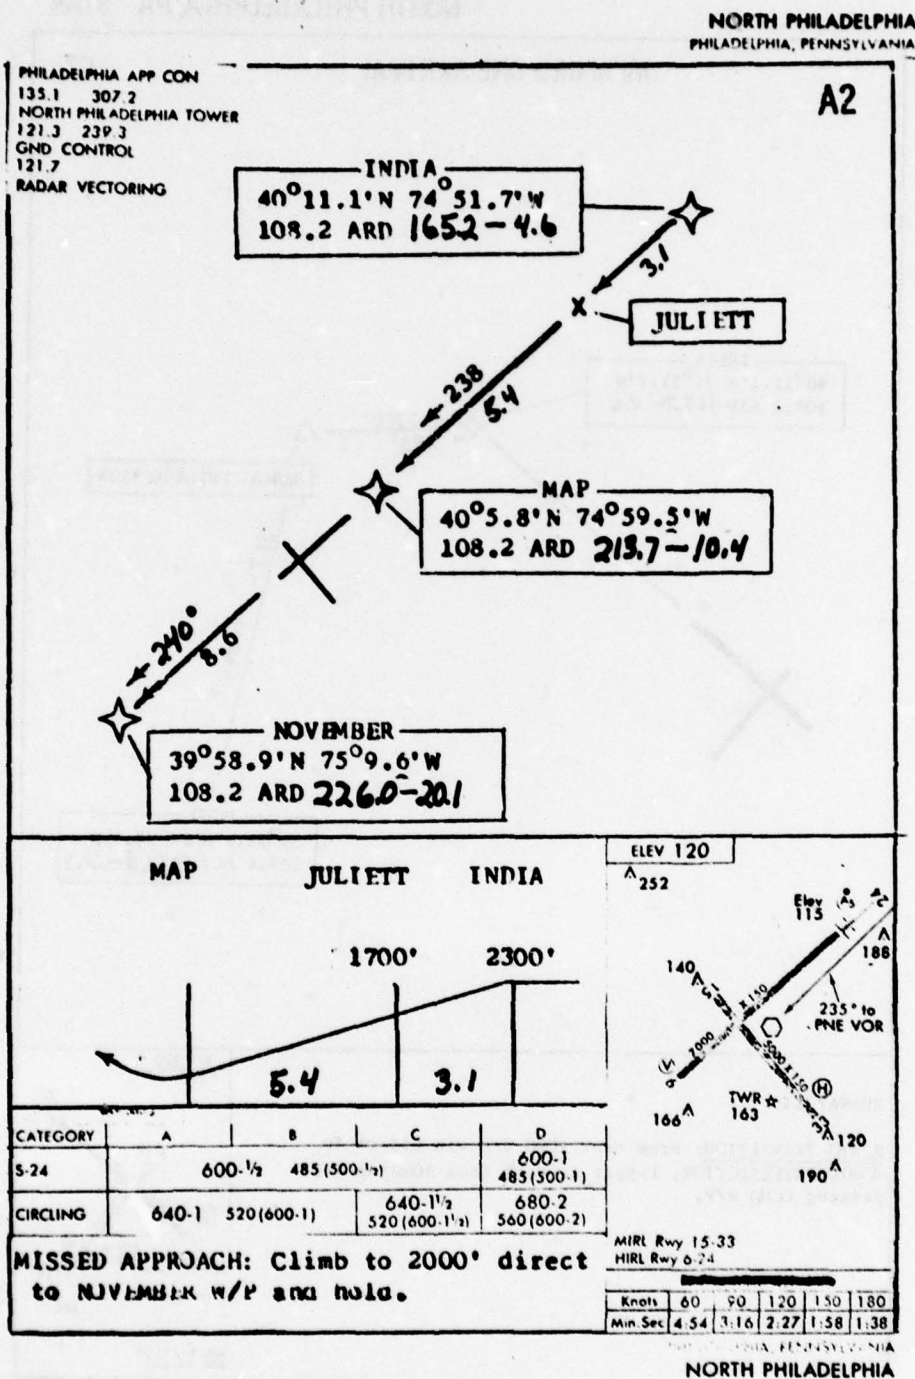 NORTH PHILADELPHIA
PHILADELPHIA, PENNSYLVANIA
PHILADELPHIA APP CON
135.1 307.2
NORTH PHILADELPHIA TOWER
121.3 239.3
GND CONTROL
121.7
RADAR VECTORING
A2
INDIA
40°11.1'N 74°51.7'W
108.2 ARD 165.2-4.6
3.1
X
JULIETT
238
5.4
MAP
40°5.8'N 74°59.5'W
108.2 ARD 213.7-10.4
240°
8.6
NOVEMBER
39°58.9'N 75°9.6'W
108.2 ARD 226.0-20.1
MAP JULIETT INDIA
1700' 2300'
5.4 3.1
ELEV 120
252
Elev
115
188
140
X 150
235° to
PNE VOR
7000
5000 X 150
V
6
H
TWR
163
166
33
120
190
CATEGORY A B C D
S-24 600-½ 485 (500-½) 600-1
485 (500-1)
CIRCLING 640-1 520 (600-1) 640-1½
520 (600-1½) 680-2
560 (600-2)
MISSED APPROACH: Climb to 2000' direct
to NOVEMBER W/P and hold.
MIRL Rwy 15-33
HIRL Rwy 6-24
Knots 60 90 120 150 180
Min:Sec 4:54 3:16 2:27 1:58 1:38
PENNSYLVANIA
NORTH PHILADELPHIA